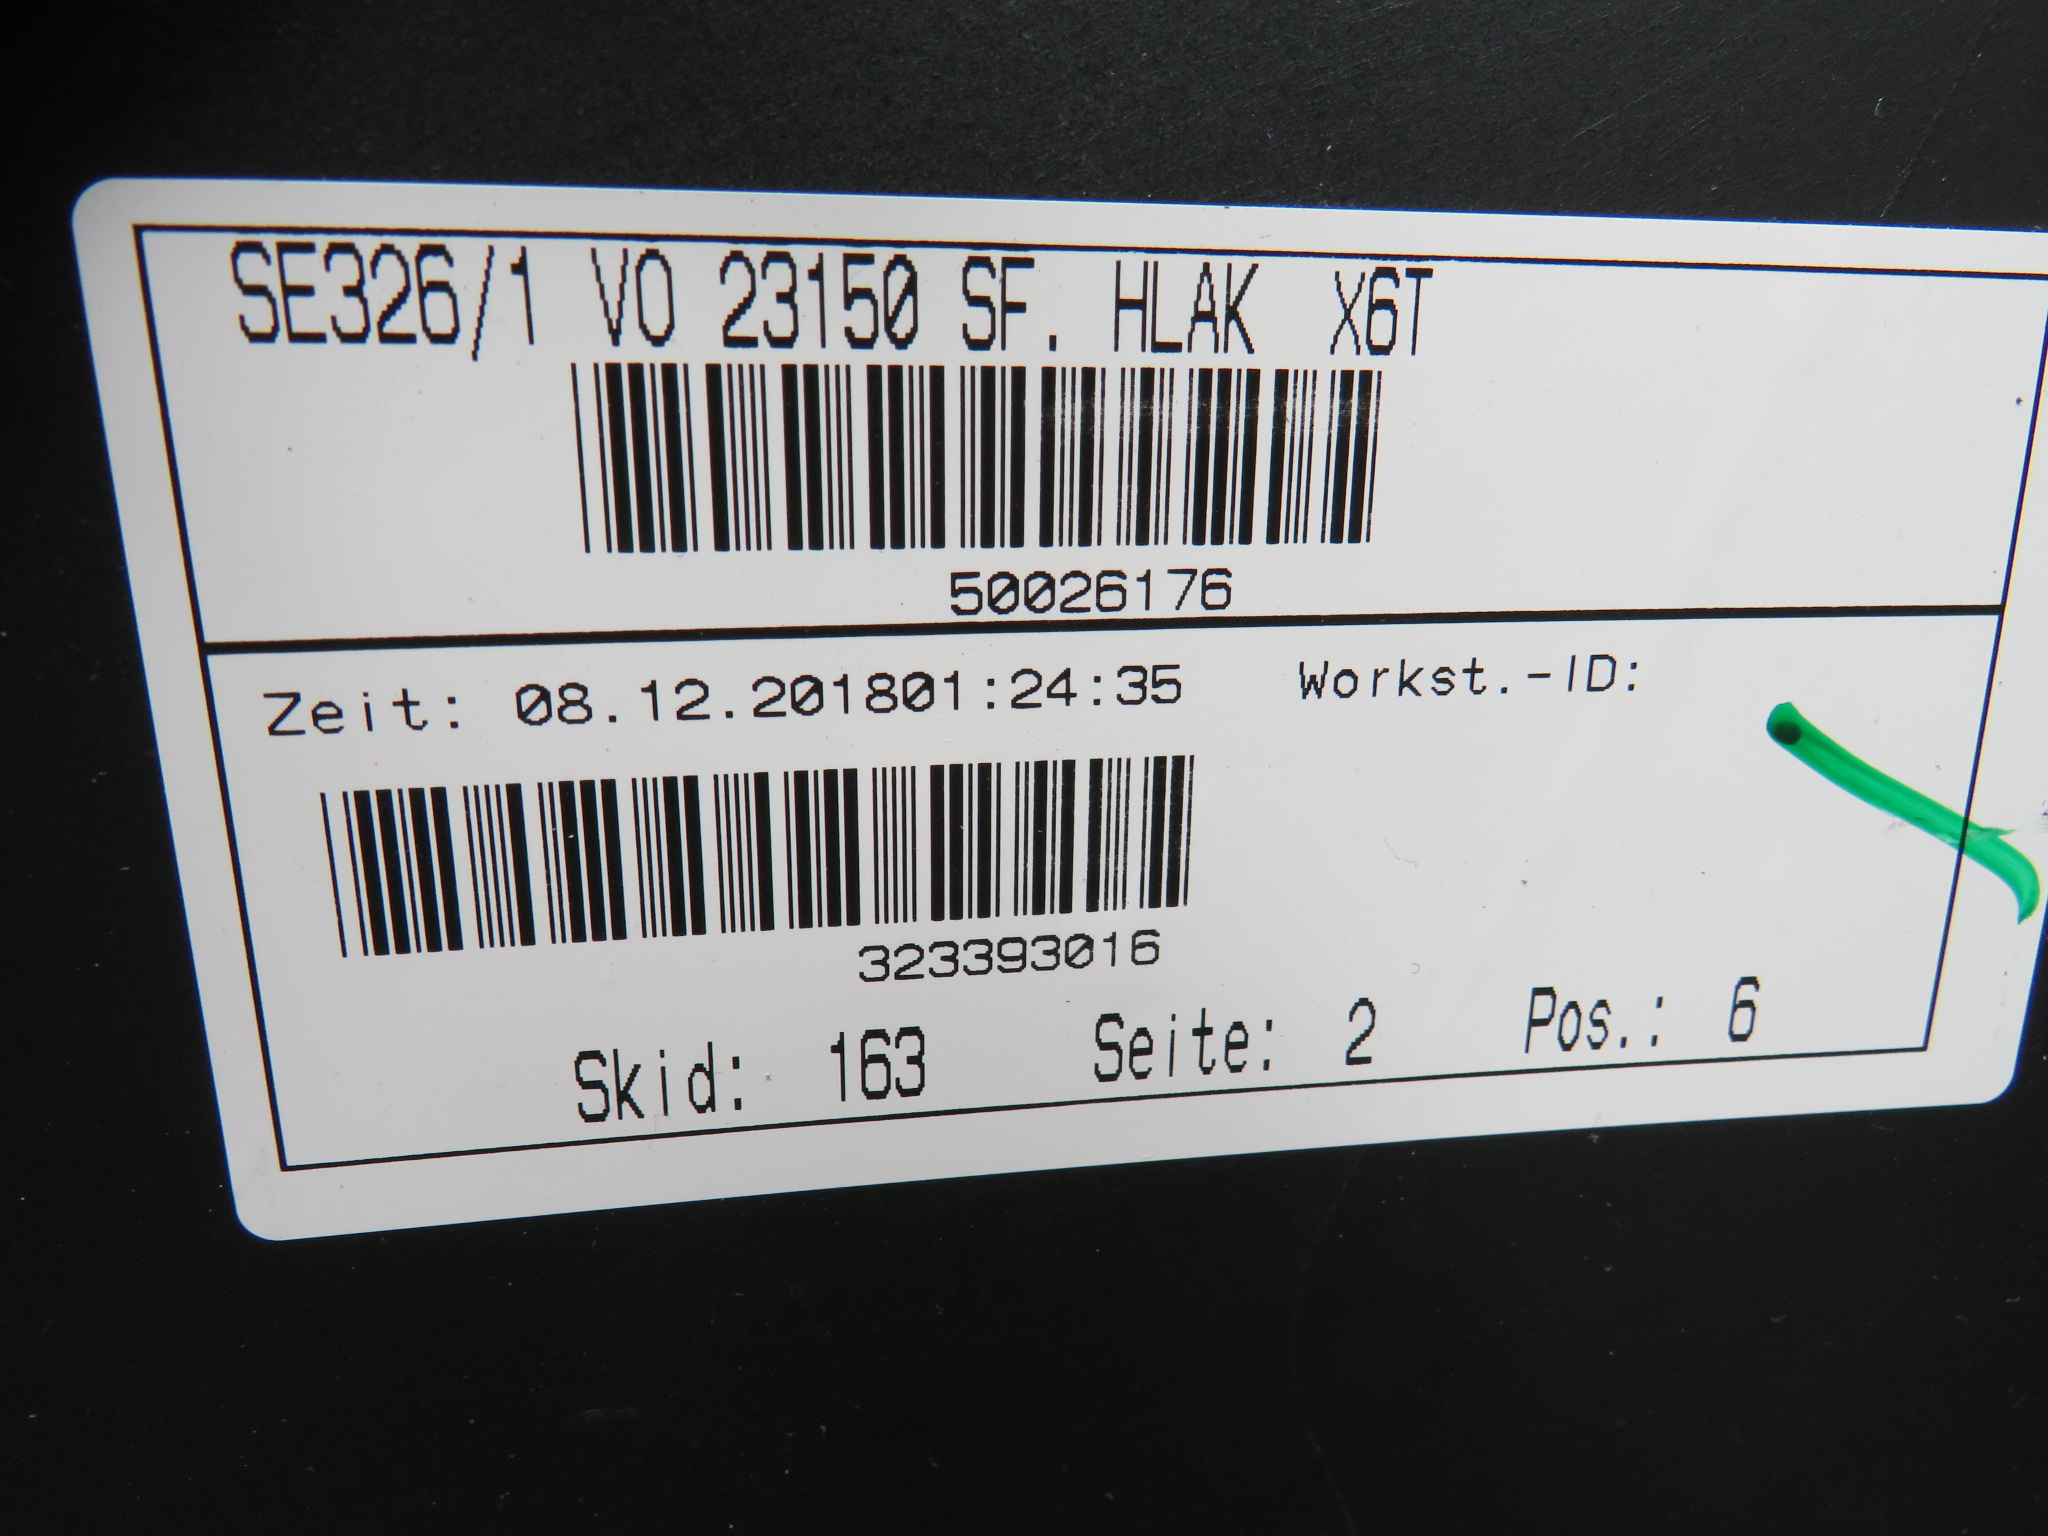 SE326/1 VO 23150 SF. HLAK X6T
50026176
Zeit: 08.12.201801:24:35 Workst.-ID:
323393016
Skid: 163 Seite: 2 Pos.: 6